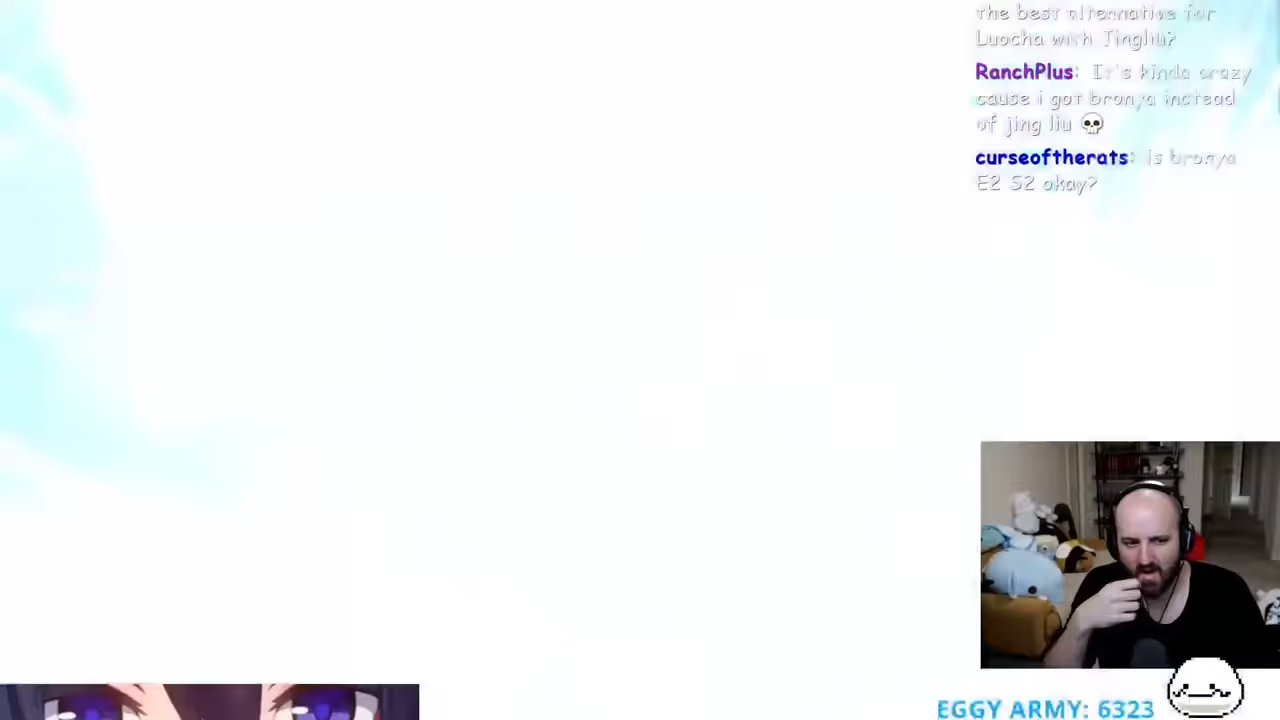 the best alternative for
Luocha with Jingliu?
RanchPlus: It's kinda crazy
cause i got bronya instead
of jing liu 💀
curseoftherats: is bronya
E2 S2 okay?
EGGY ARMY: 6323